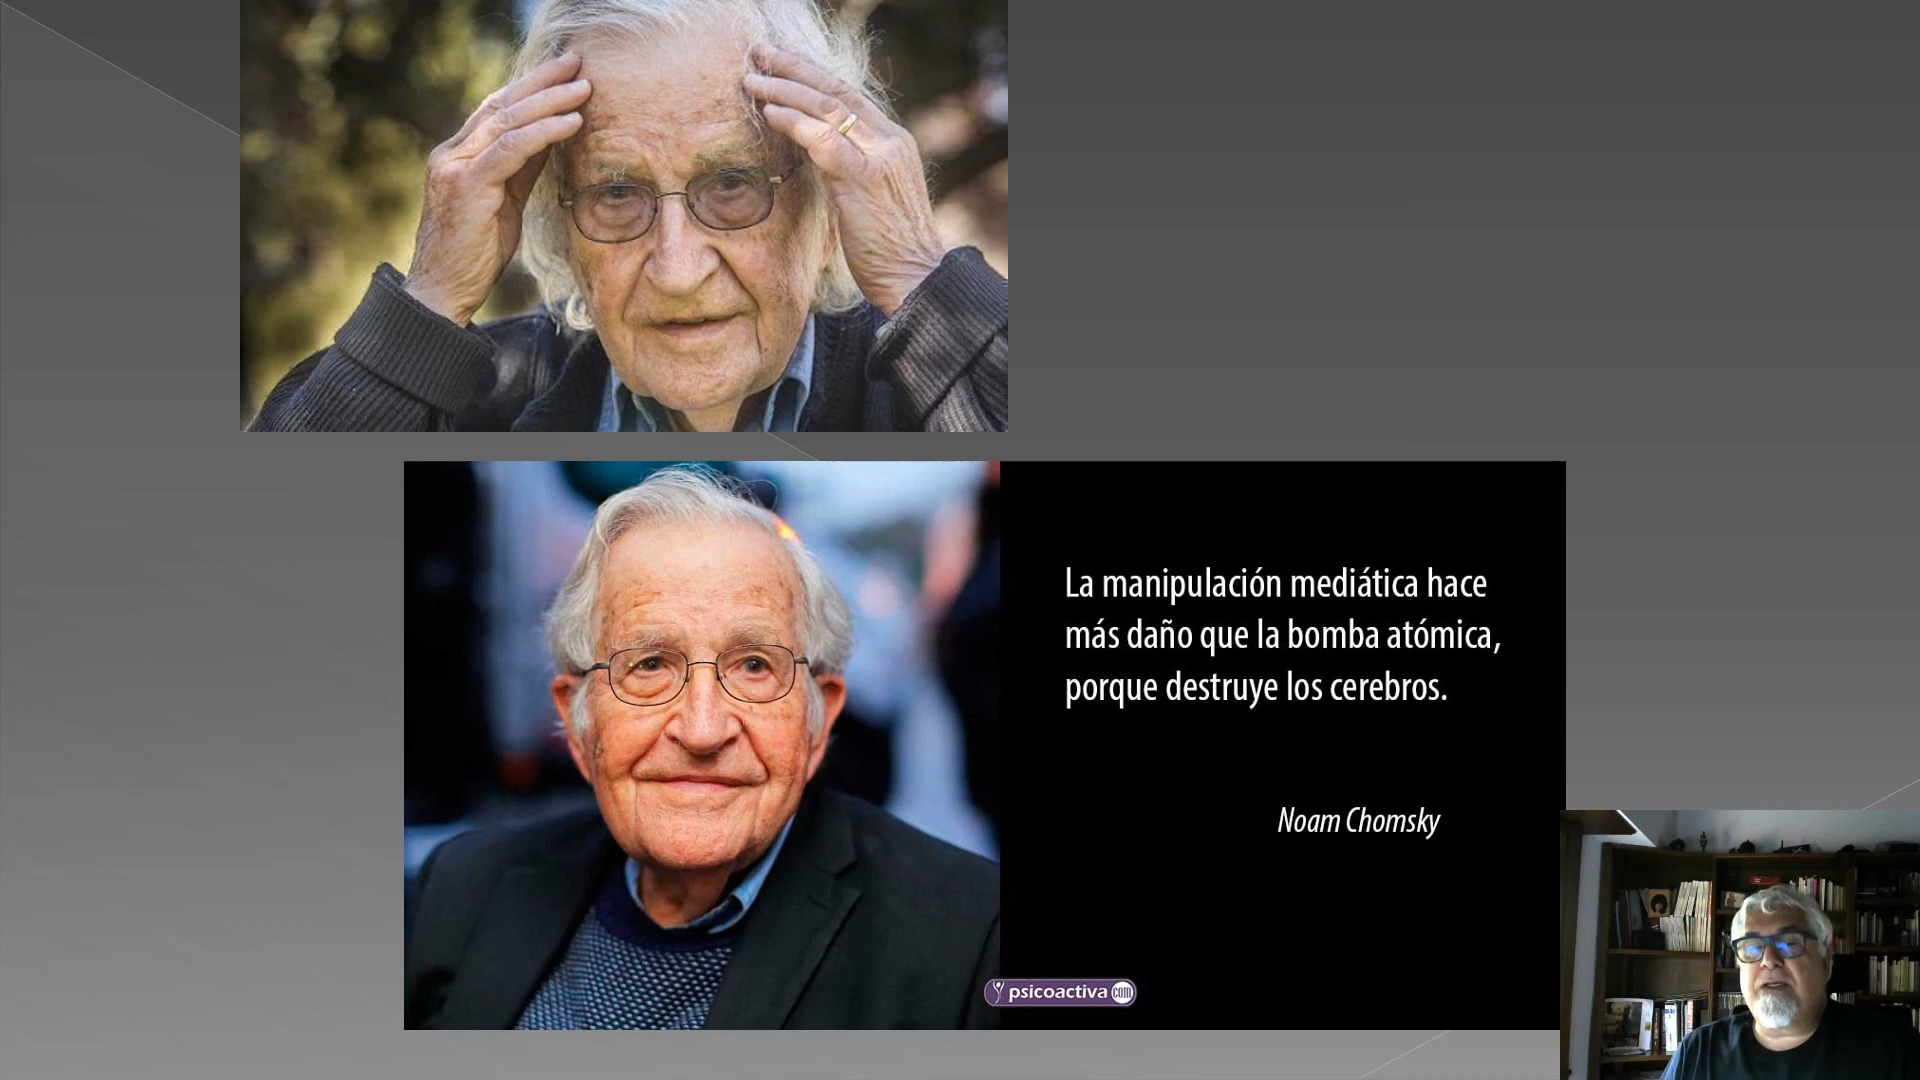 La manipulación mediática hace
más daño que la bomba atómica,
porque destruye los cerebros.
Noam Chomsky
psicoactiva com